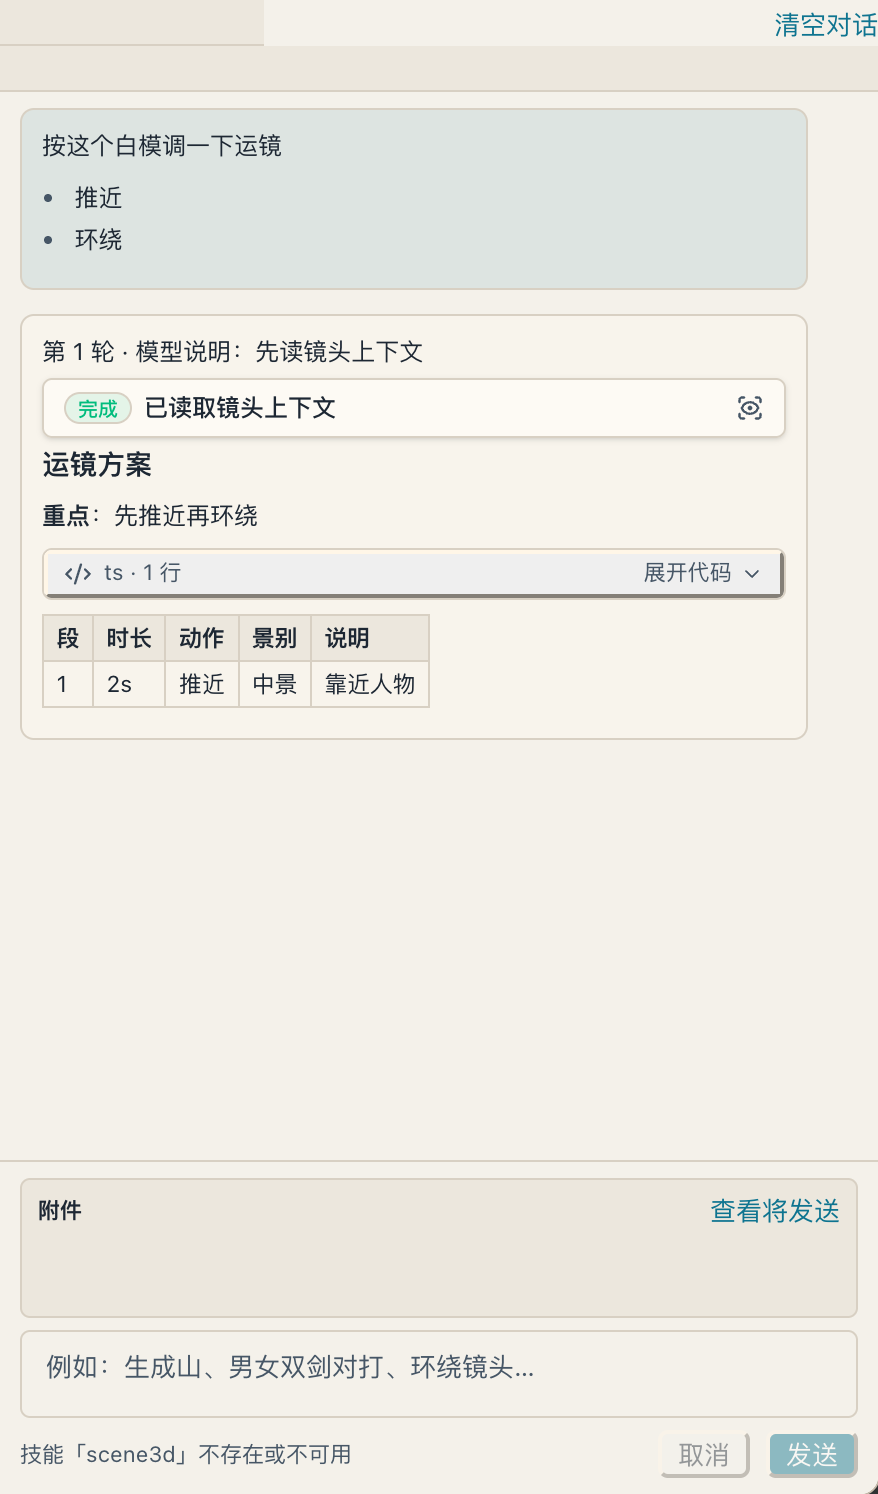 清空对话
按这个白模调一下运镜
• 推近
• 环绕
第 1 轮 · 模型说明：先读镜头上下文
完成 已读取镜头上下文
运镜方案
重点：先推近再环绕
</> ts · 1 行 展开代码
段 时长 动作 景别 说明
1 2s 推近 中景 靠近人物
附件 查看将发送
例如：生成山、男女双剑对打、环绕镜头…
技能「scene3d」不存在或不可用 取消 发送